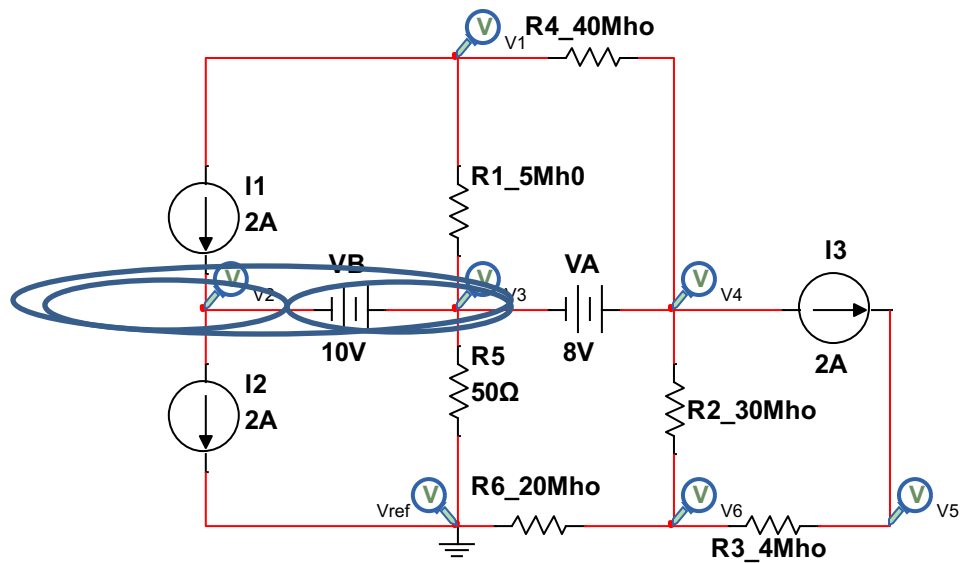 V
V1
R4_40Mho
R1_5Mh0
I1
2A
V
V2
VB
10V
V
V3
VA
8V
V
V4
I3
2A
I2
2A
R5
50Ω
R2_30Mho
V
Vref
R6_20Mho
V
V6
R3_4Mho
V
V5